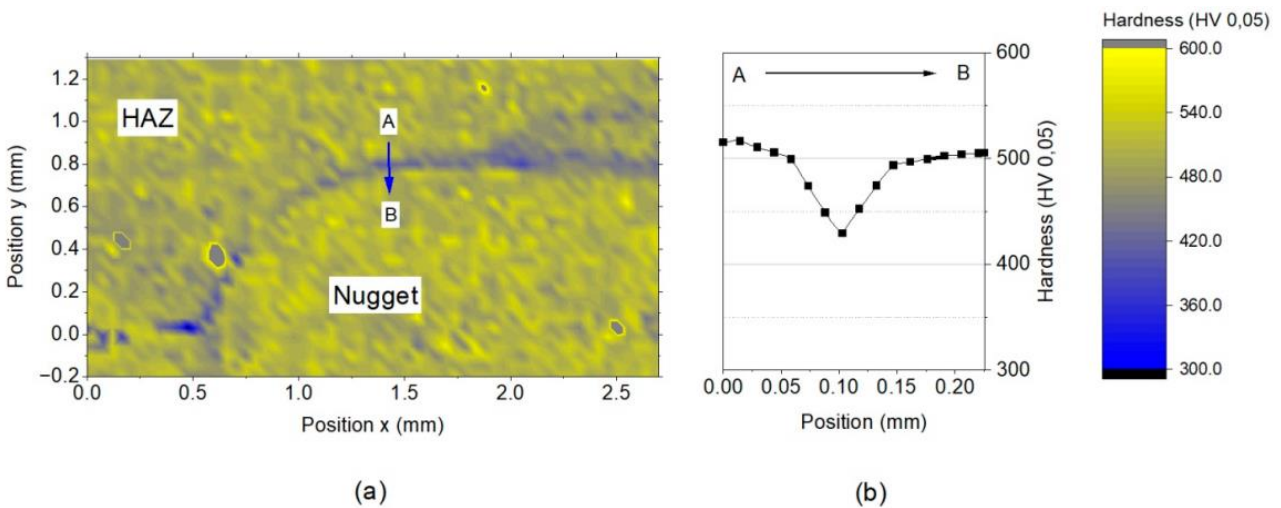 Hardness (HV 0,05)
600.0
540.0
480.0
420.0
360.0
300.0
HAZ
A
B
Nugget
Position y (mm)
1.2
1.0
0.8
0.6
0.4
0.2
0.0
−0.2
0.0
0.5
1.0
1.5
2.0
2.5
Position x (mm)
(a)
A
B
600
500
400
300
Hardness (HV 0,05)
0.00
0.05
0.10
0.15
0.20
Position (mm)
(b)